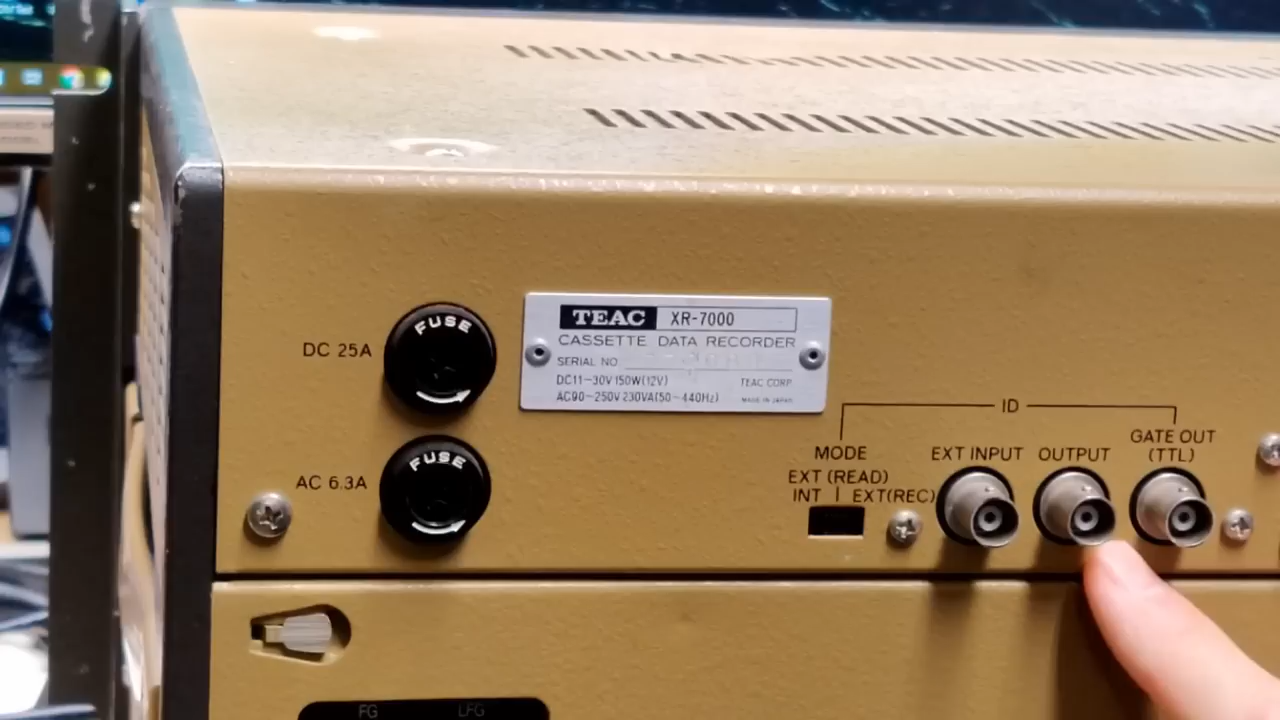 FUSE
DC 25A
TEAC XR-7000
CASSETTE DATA RECORDER
SERIAL NO.
DC11-30V 150W(12V) TEAC CORP.
AC90-250V 230VA(50-440Hz) MADE IN JAPAN
FUSE
AC 6.3A
ID
MODE
EXT (READ)
INT | EXT(REC)
EXT INPUT
OUTPUT
GATE OUT
(TTL)
FG LFG